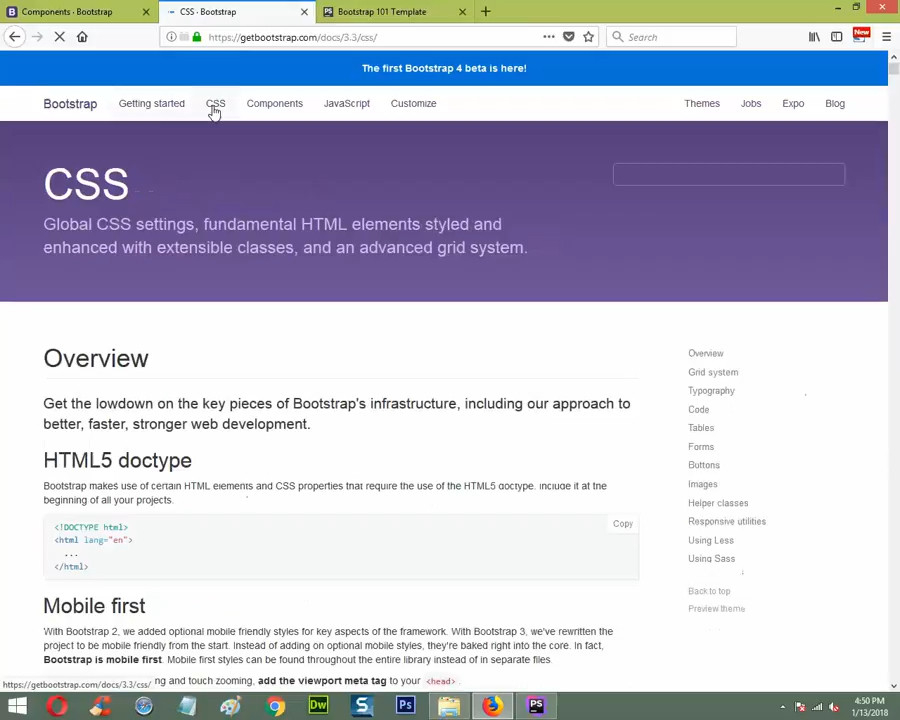 Components · Bootstrap
CSS · Bootstrap
Bootstrap 101 Template
https://getbootstrap.com/docs/3.3/css/
Search
New
The first Bootstrap 4 beta is here!
Bootstrap Getting started CSS Components JavaScript Customize Themes Jobs Expo Blog
CSS
Global CSS settings, fundamental HTML elements styled and
enhanced with extensible classes, and an advanced grid system.
Overview
Get the lowdown on the key pieces of Bootstrap's infrastructure, including our approach to
better, faster, stronger web development.
HTML5 doctype
Bootstrap makes use of certain HTML elements and CSS properties that require the use of the HTML5 doctype. Include it at the
beginning of all your projects.
Copy
<!DOCTYPE html>
<html lang="en">
...
</html>
Mobile first
With Bootstrap 2, we added optional mobile friendly styles for key aspects of the framework. With Bootstrap 3, we've rewritten the
project to be mobile friendly from the start. Instead of adding on optional mobile styles, they're baked right into the core. In fact,
Bootstrap is mobile first. Mobile first styles can be found throughout the entire library instead of in separate files
ng and touch zooming, add the viewport meta tag to your <head>.
Overview
Grid system
Typography
Code
Tables
Forms
Buttons
Images
Helper classes
Responsive utilities
Using Less
Using Sass
Back to top
Preview theme
https://getbootstrap.com/docs/3.3/css/
Dw
S
Ps
PS
4:50 PM
1/13/2018